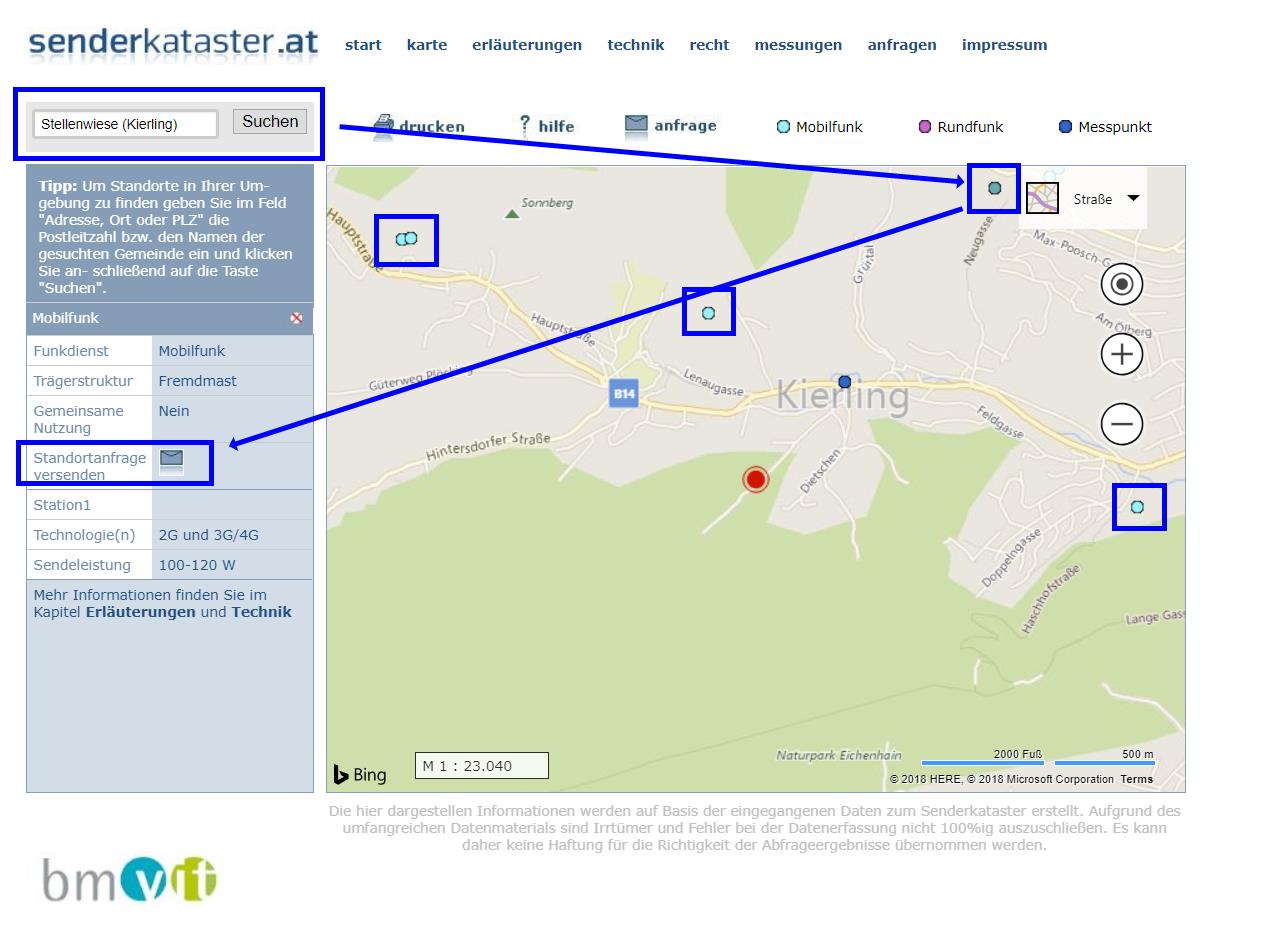 senderkataster.at
start karte erläuterungen technik recht messungen anfragen impressum
Stellenwiese (Kierling) Suchen
drucken hilfe anfrage Mobilfunk Rundfunk Messpunkt
Tipp: Um Standorte in Ihrer Um-
gebung zu finden geben Sie im Feld
"Adresse, Ort oder PLZ" die
Postleitzahl bzw. den Namen der
gesuchten Gemeinde ein und klicken
Sie an- schließend auf die Taste
"Suchen".
Mobilfunk
Funkdienst Mobilfunk
Trägerstruktur Fremdmast
Gemeinsame Nein
Nutzung
Standortanfrage
versenden
Station1
Technologie(n) 2G und 3G/4G
Sendeleistung 100-120 W
Mehr Informationen finden Sie im
Kapitel Erläuterungen und Technik
Straße
Sonnberg
Hauptstraße
Neugasse
Max-Poosch-G
Grüntal
Hauptstraße
Am Ölberg
Güterweg Plöcking
Lenaugasse
B14
Kierling
Feldgasse
Hintersdorfer Straße
Dietschen
Doppelngasse
Haschhofstraße
Lange Gass
Naturpark Eichenhain
2000 Fuß 500 m
M 1 : 23.040
Bing
© 2018 HERE, © 2018 Microsoft Corporation Terms
Die hier dargestellen Informationen werden auf Basis der eingegangenen Daten zum Senderkataster erstellt. Aufgrund des
umfangreichen Datenmaterials sind Irrtümer und Fehler bei der Datenerfassung nicht 100%ig auszuschließen. Es kann
daher keine Haftung für die Richtigkeit der Abfrageergebnisse übernommen werden.
bmvit